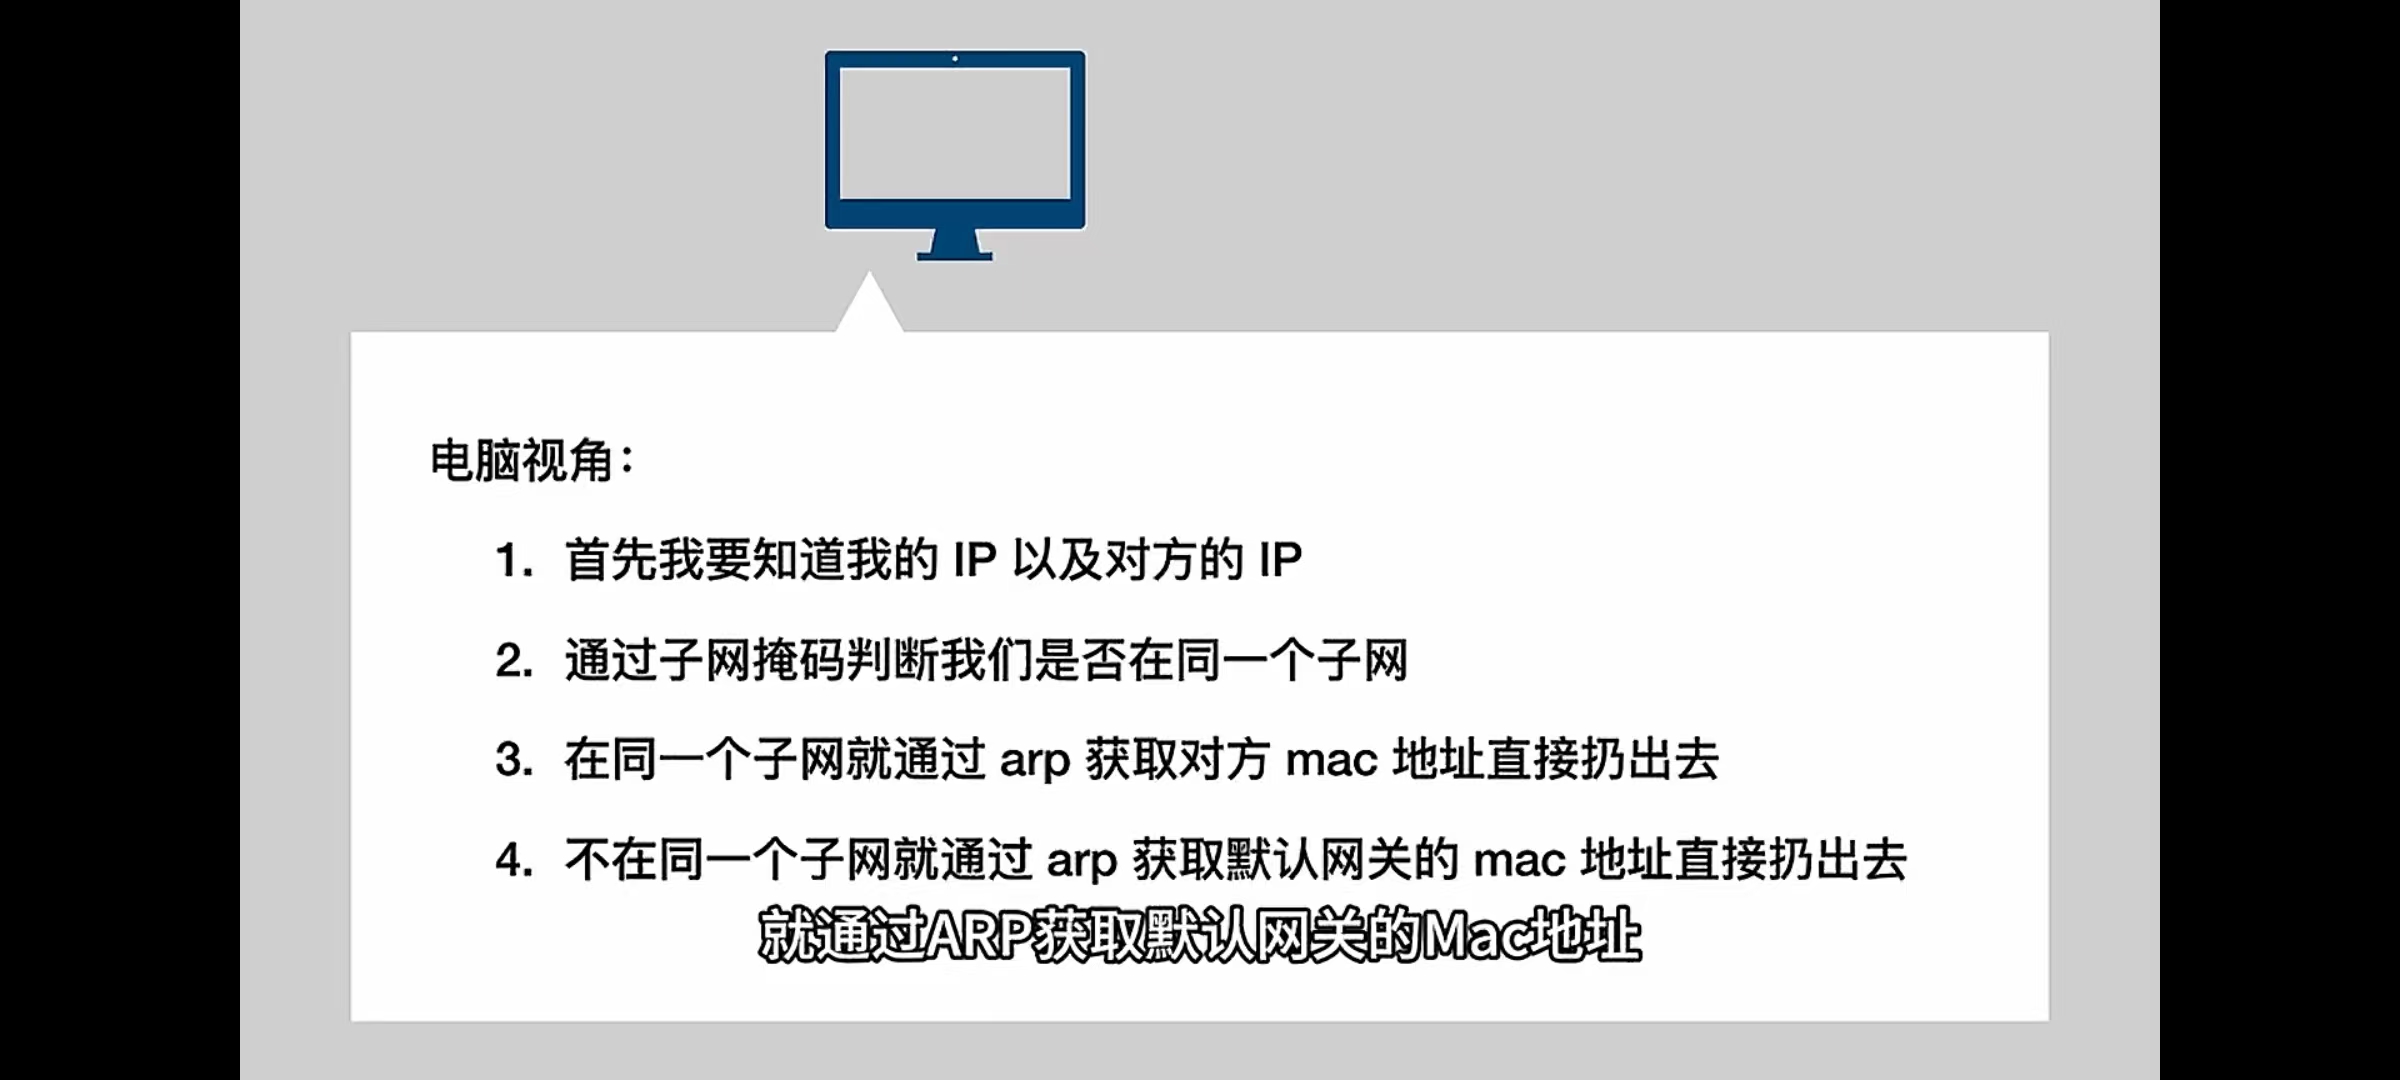 电脑视角：
1. 首先我要知道我的 IP 以及对方的 IP
2. 通过子网掩码判断我们是否在同一个子网
3. 在同一个子网就通过 arp 获取对方 mac 地址直接扔出去
4. 不在同一个子网就通过 arp 获取默认网关的 mac 地址直接扔出去
就通过ARP获取默认网关的Mac地址